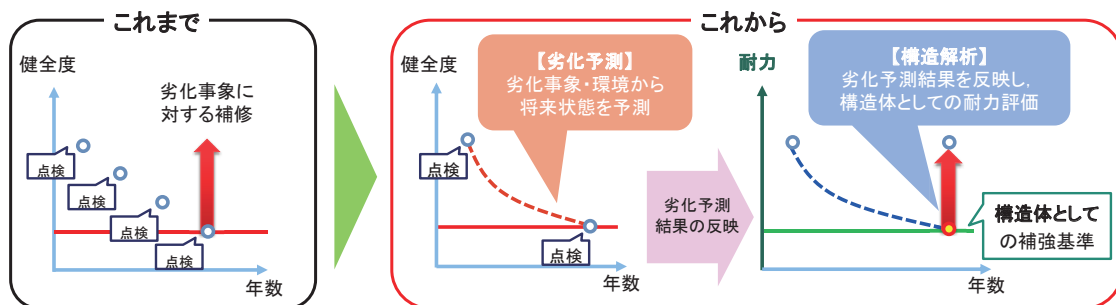 これまで
健全度
劣化事象に
対する補修
点検
点検
点検
点検
年数
これから
健全度
【劣化予測】
劣化事象・環境から
将来状態を予測
点検
点検
年数
劣化予測
結果の反映
耐力
【構造解析】
劣化予測結果を反映し,
構造体としての耐力評価
構造体として
の補強基準
年数